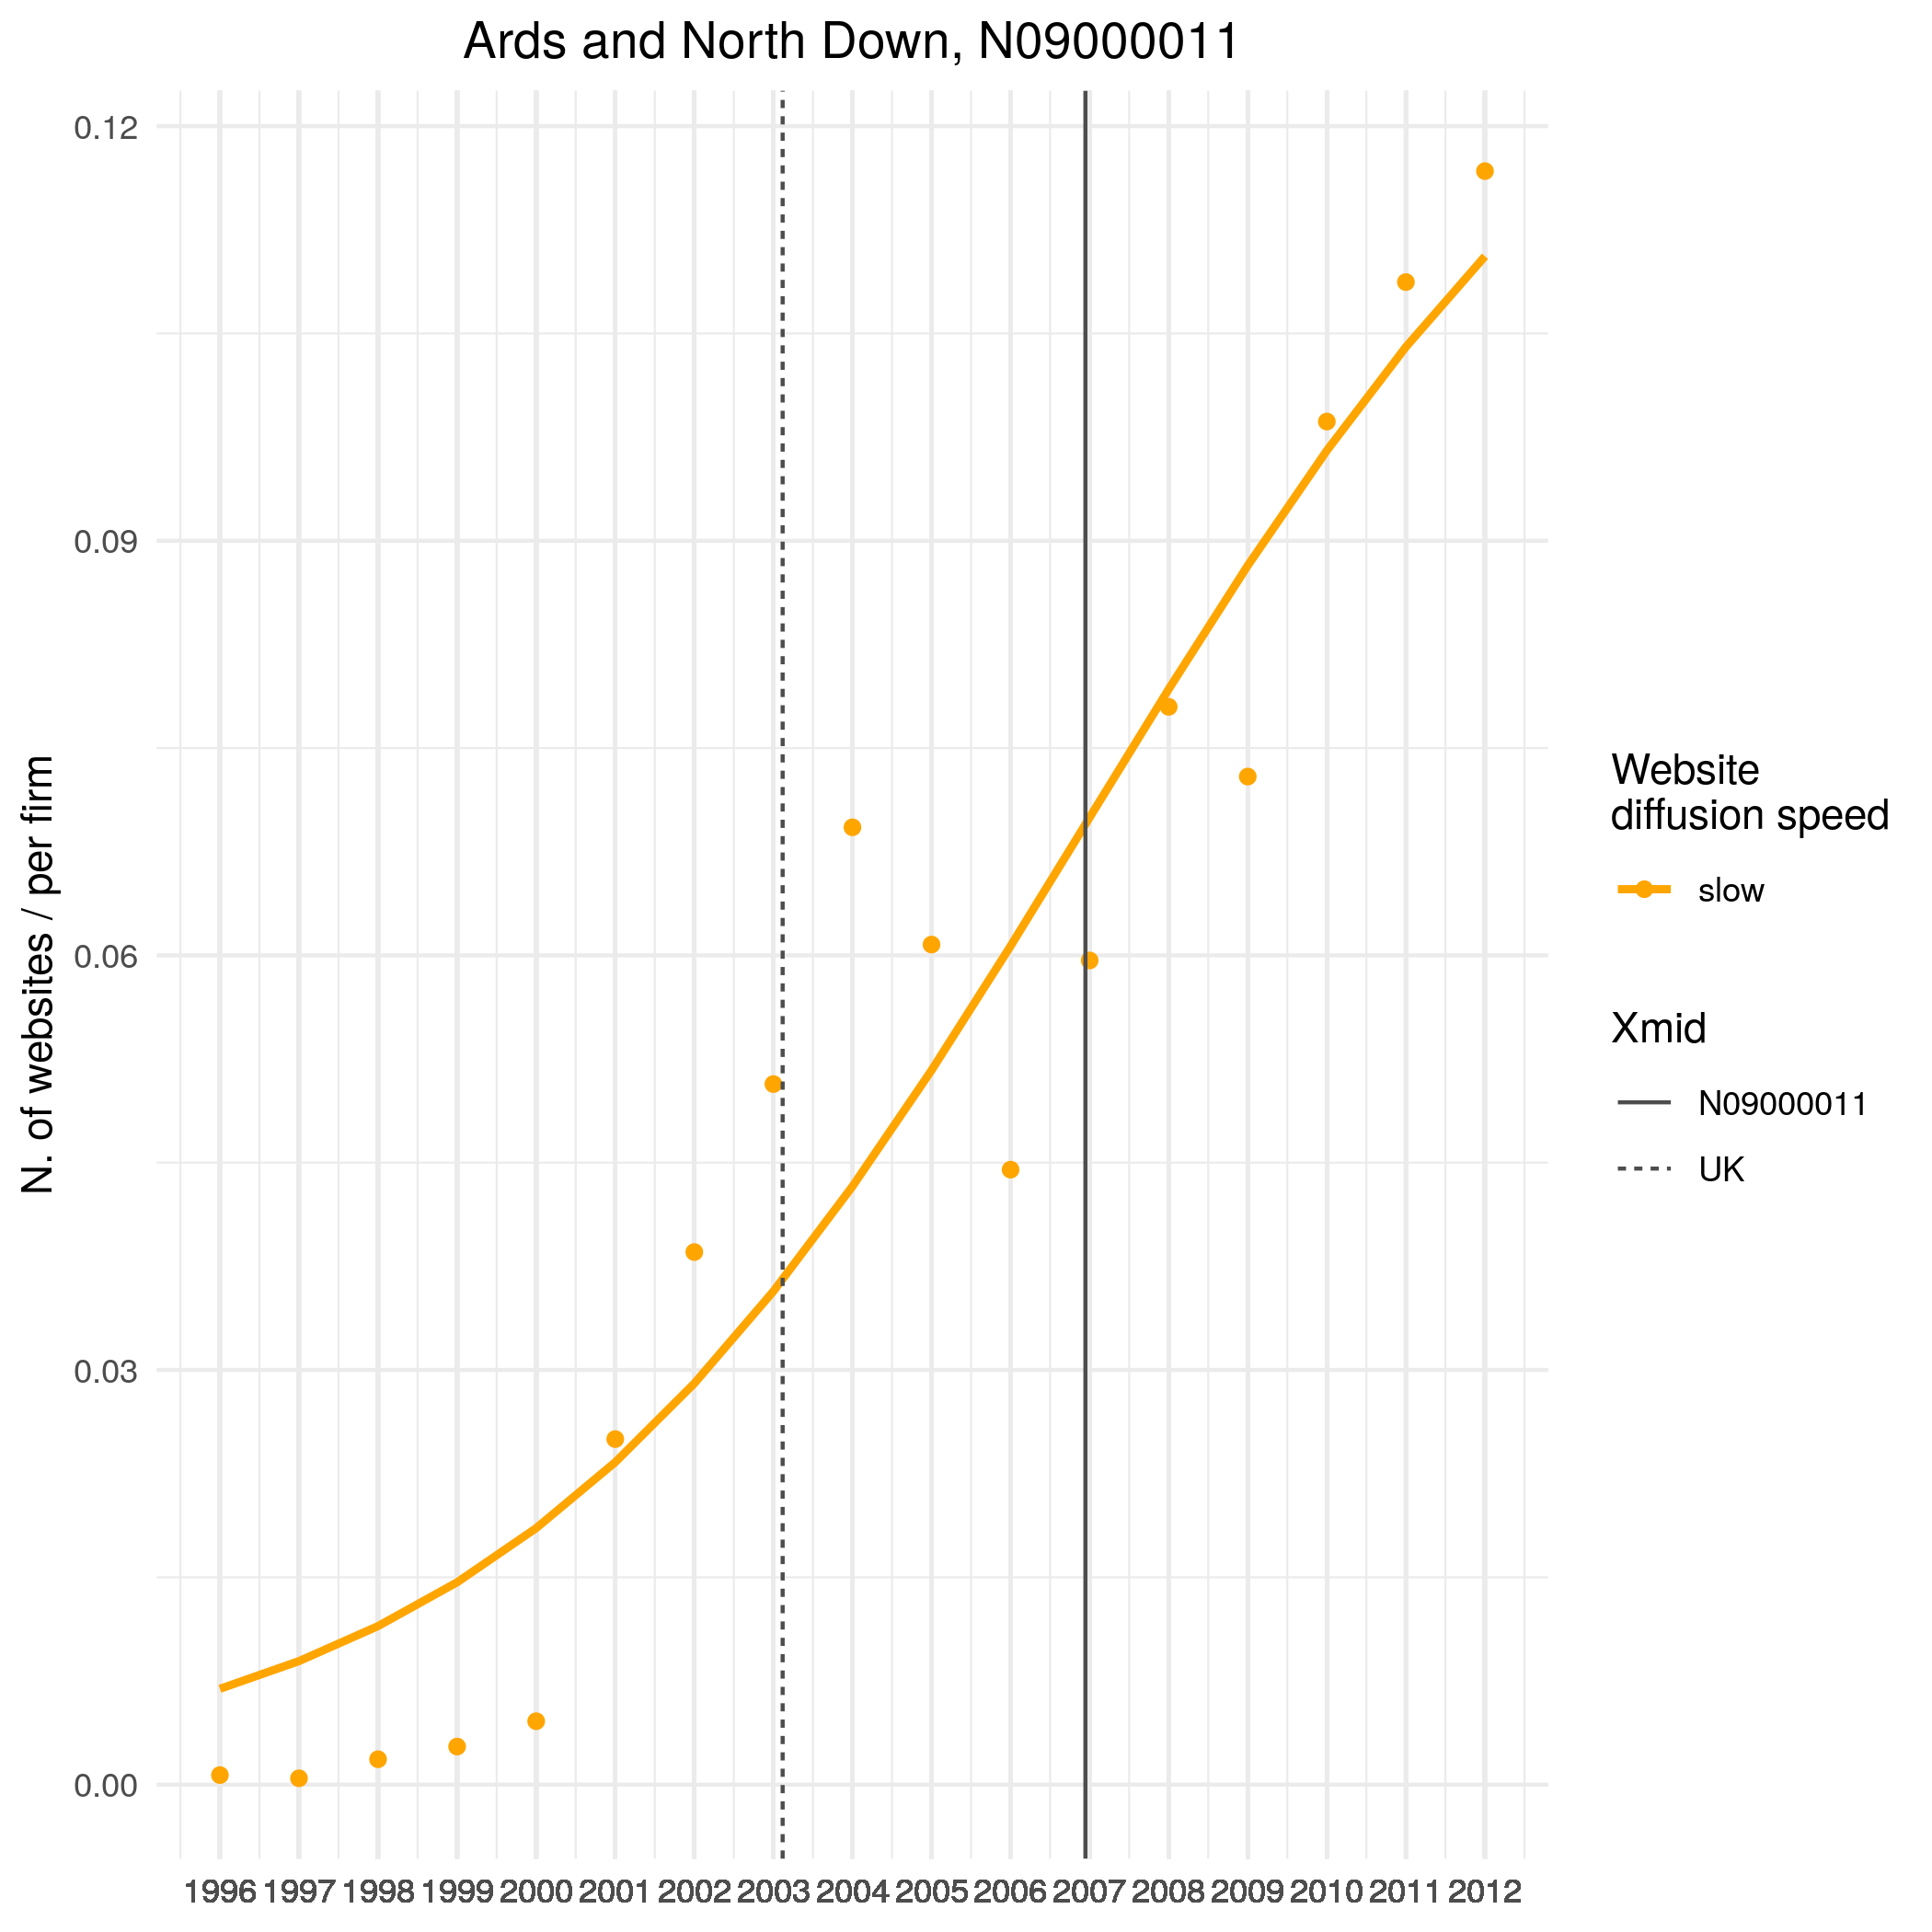 Ards and North Down, N09000011
N. of websites / per firm
0.12
0.09
0.06
0.03
0.00
1996 1997 1998 1999 2000 2001 2002 2003 2004 2005 2006 2007 2008 2009 2010 2011 2012
Website
diffusion speed
slow
Xmid
N09000011
UK